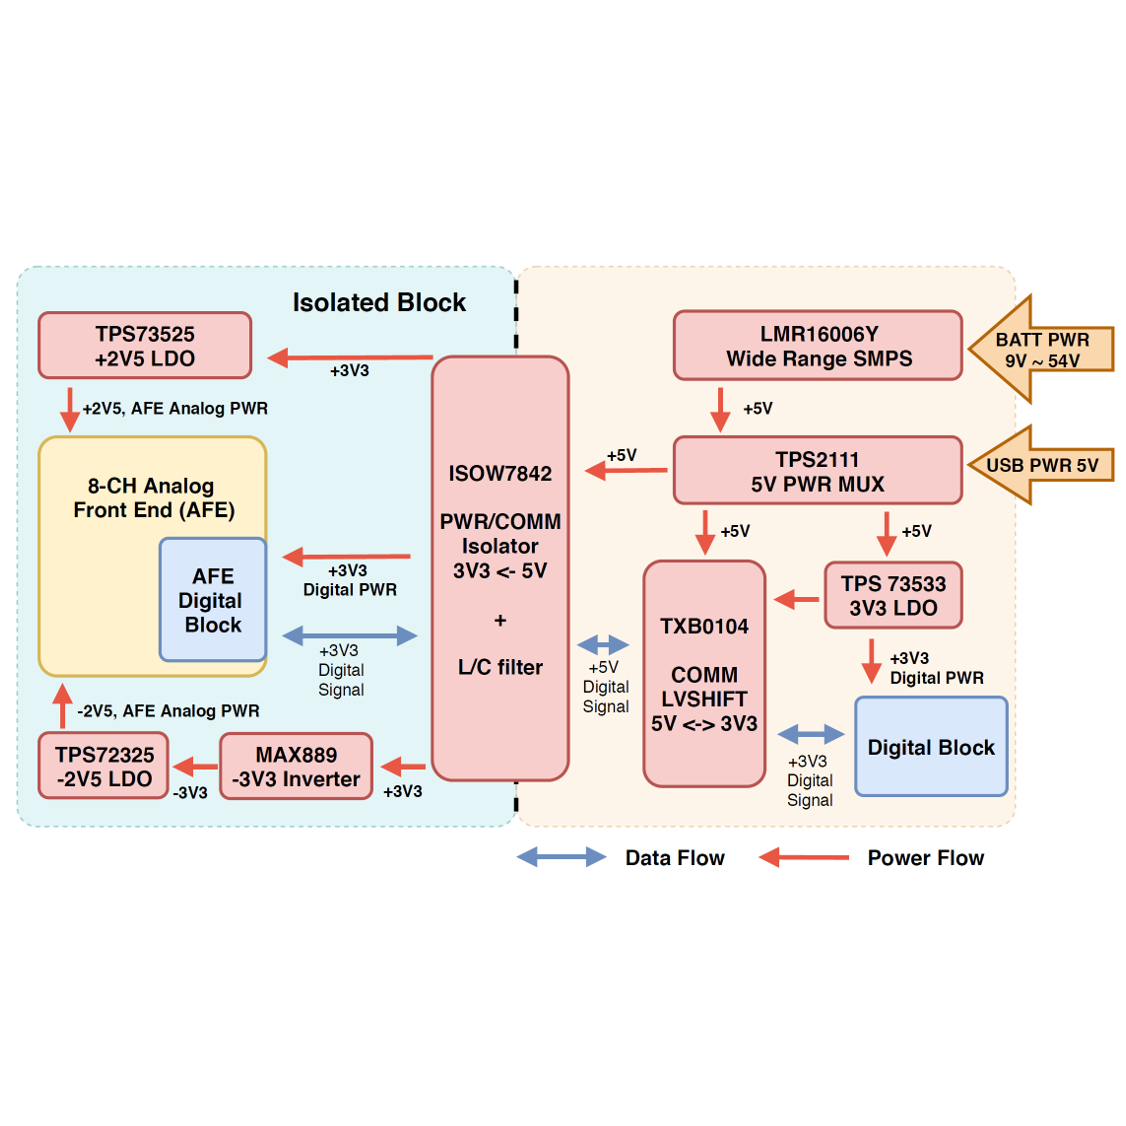 Isolated Block
TPS73525
+2V5 LDO
+3V3
+2V5, AFE Analog PWR
8-CH Analog
Front End (AFE)
AFE
Digital
Block
+3V3
Digital PWR
+3V3
Digital
Signal
-2V5, AFE Analog PWR
TPS72325
-2V5 LDO
-3V3
MAX889
-3V3 Inverter
+3V3
ISOW7842
PWR/COMM
Isolator
3V3 <- 5V
+
L/C filter
LMR16006Y
Wide Range SMPS
BATT PWR
9V ~ 54V
+5V
TPS2111
5V PWR MUX
USB PWR 5V
+5V
+5V
+5V
TPS 73533
3V3 LDO
TXB0104
COMM
LVSHIFT
5V <-> 3V3
+5V
Digital
Signal
+3V3
Digital PWR
Digital Block
+3V3
Digital
Signal
Data Flow
Power Flow